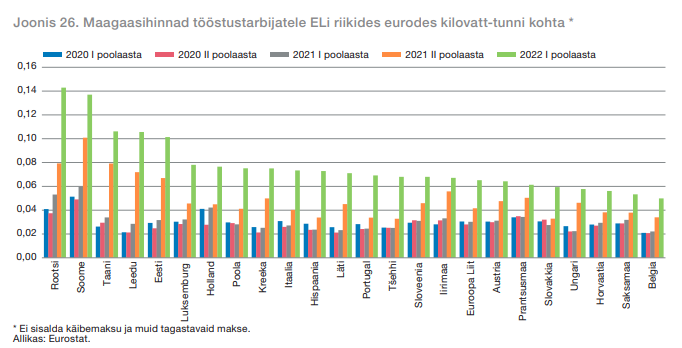 Joonis 26. Maagaasihinnad tööstustarbijatele ELi riikides eurodes kilovatt-tunni kohta *
2020 I poolaasta 2020 II poolaasta 2021 I poolaasta 2021 II poolaasta 2022 I poolaasta
0,16
0,14
0,12
0,10
0,08
0,06
0,04
0,02
0,00
Rootsi
Soome
Taani
Leedu
Eesti
Luksemburg
Holland
Poola
Kreeka
Itaalia
Hispaania
Läti
Portugal
Tšehhi
Sloveenia
Iirimaa
Euroopa Liit
Austria
Prantsusmaa
Slovakkia
Ungari
Horvaatia
Saksamaa
Belgia
* Ei sisalda käibemaksu ja muid tagastavaid makse.
Allikas: Eurostat.